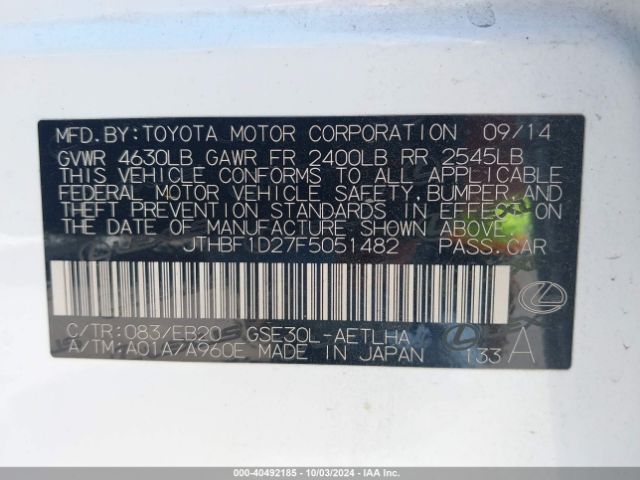 MFD.BY:TOYOTA MOTOR CORPORATION 09/14
GVWR 4630LB GAWR FR 2400LB RR 2545LB
THIS VEHICLE CONFORMS TO ALL APPLICABLE
FEDERAL MOTOR VEHICLE SAFETY, BUMPER, AND
THEFT PREVENTION STANDARDS IN EFFECT ON
THE DATE OF MANUFACTURE SHOWN ABOVE.
JTHBF1D27F5051482 PASS.CAR
C/TR:083/EB20 GSE30L-AETLHA
A/TM:A01A/A960E MADE IN JAPAN 133 A
000-40492185 - 10/03/2024 - IAA, LLC.